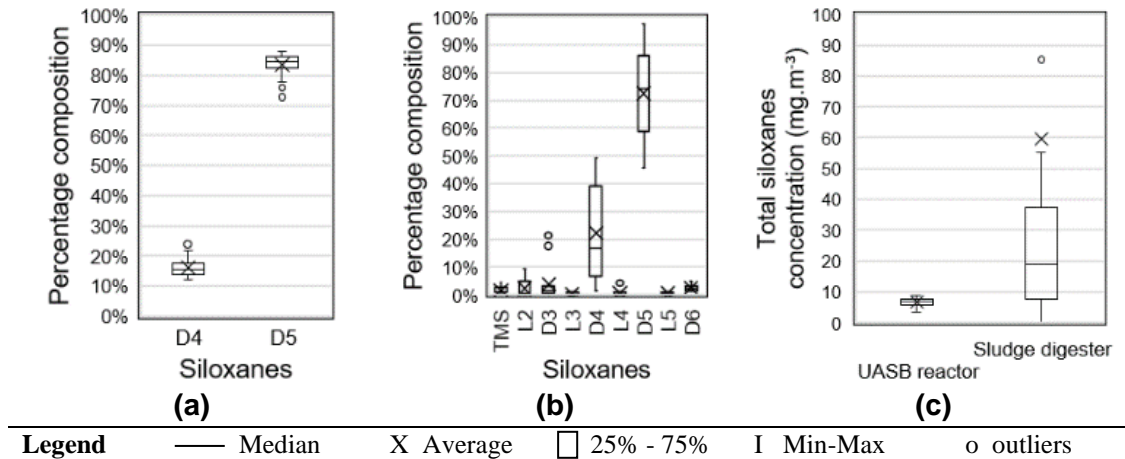 Percentage composition
100%
90%
80%
70%
60%
50%
40%
30%
20%
10%
0%
D4 D5
Siloxanes
(a)
Percentage composition
100%
90%
80%
70%
60%
50%
40%
30%
20%
10%
0%
TMS L2 D3 L3 D4 L4 D5 L5 D6
Siloxanes
(b)
Total siloxanes
concentration (mg.m⁻³)
100
90
80
70
60
50
40
30
20
10
0
Sludge digester
UASB reactor
(c)
Legend Median X Average 25% - 75% I Min-Max o outliers